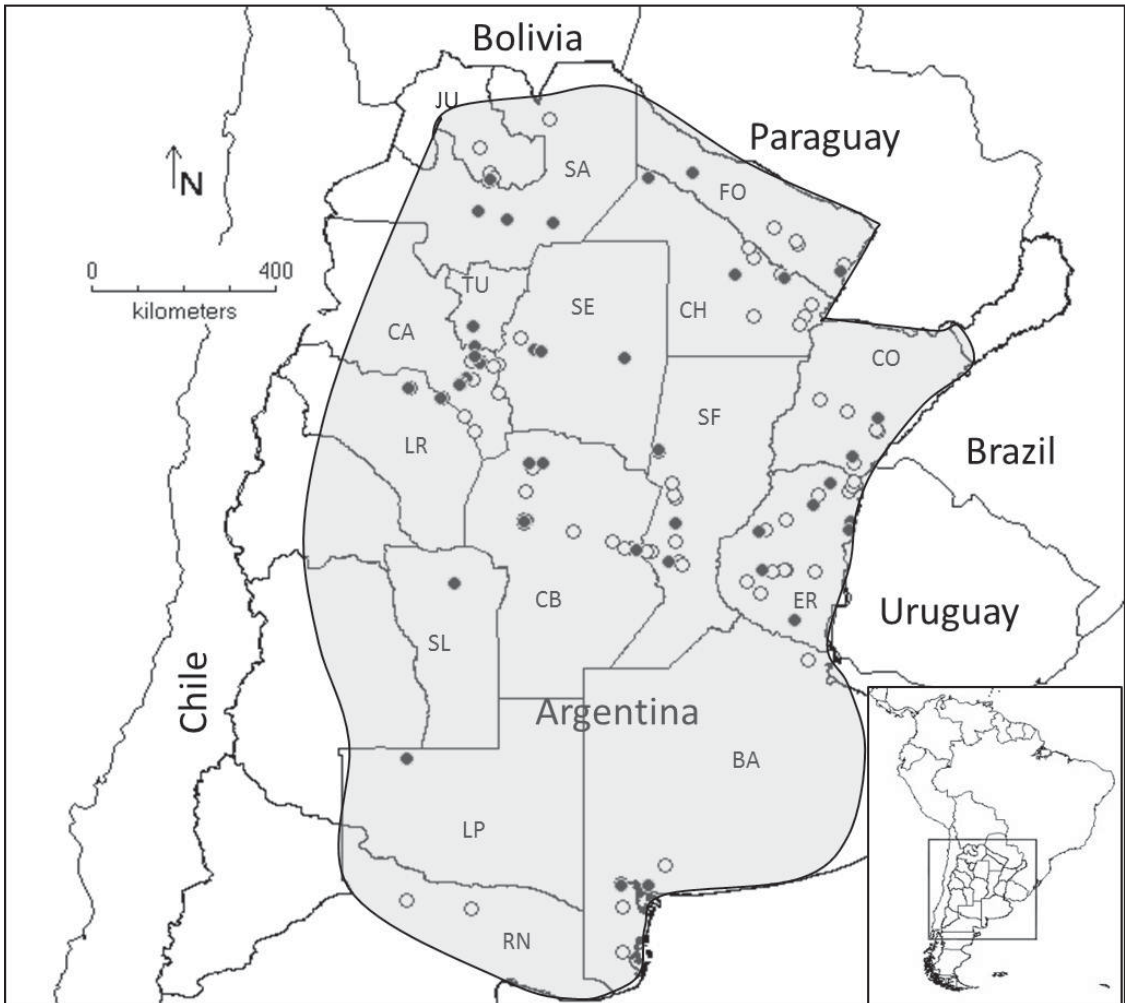 Bolivia
JU
Paraguay
N
SA
FO
0 400
kilometers
TU
SE
CH
CA
CO
SF
LR
Brazil
CB
ER
Uruguay
SL
Chile
Argentina
BA
LP
RN